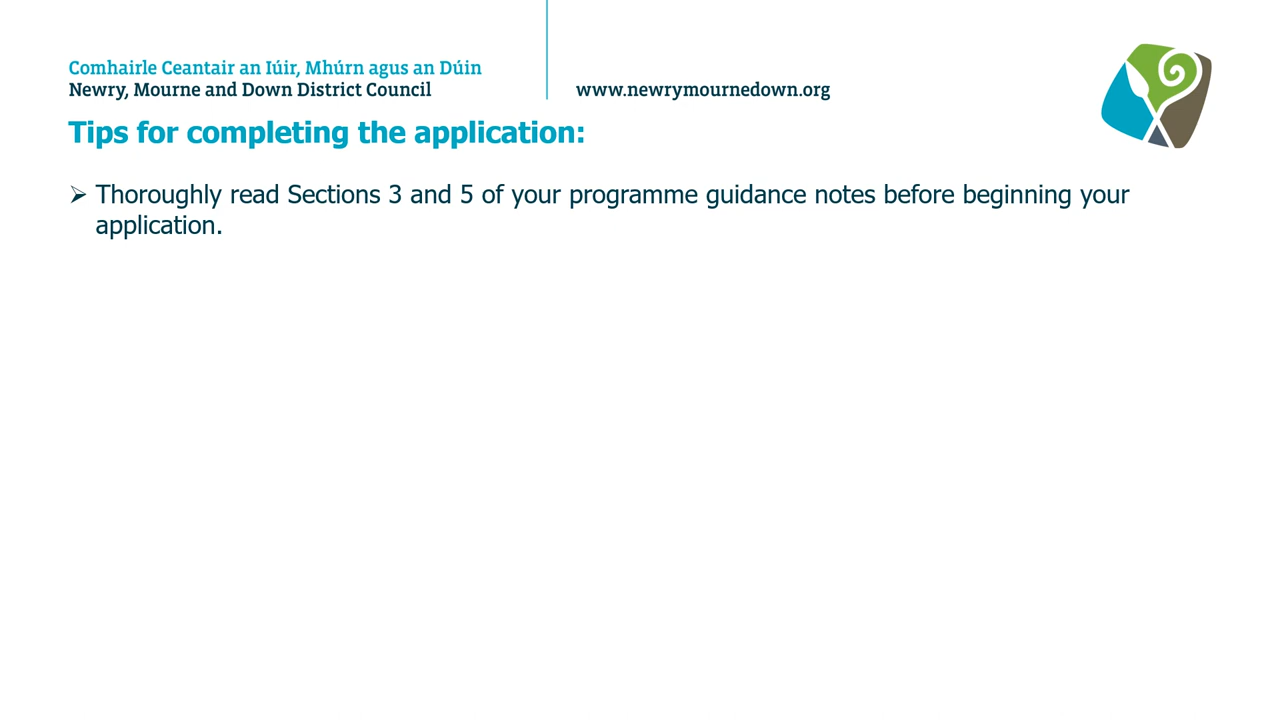 Comhairle Ceantair an Iúir, Mhúrn agus an Dúin
Newry, Mourne and Down District Council
www.newrymournedown.org
Tips for completing the application:
➢ Thoroughly read Sections 3 and 5 of your programme guidance notes before beginning your
application.